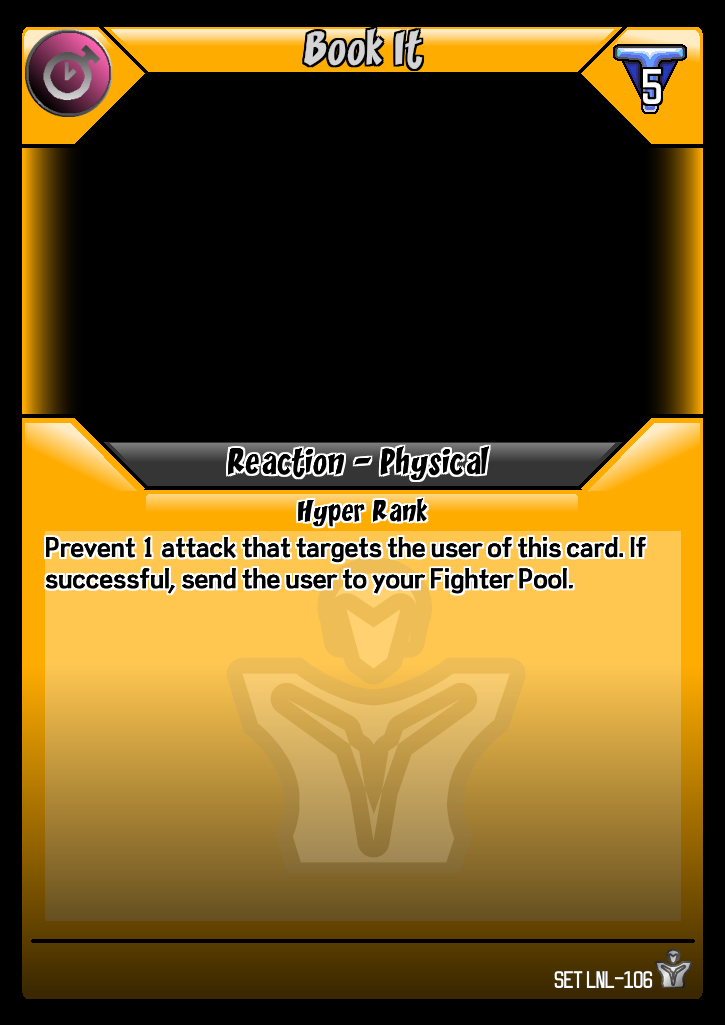 Book It
5
Reaction - Physical
Hyper Rank
Prevent 1 attack that targets the user of this card. If
successful, send the user to your Fighter Pool.
SET LNL-106